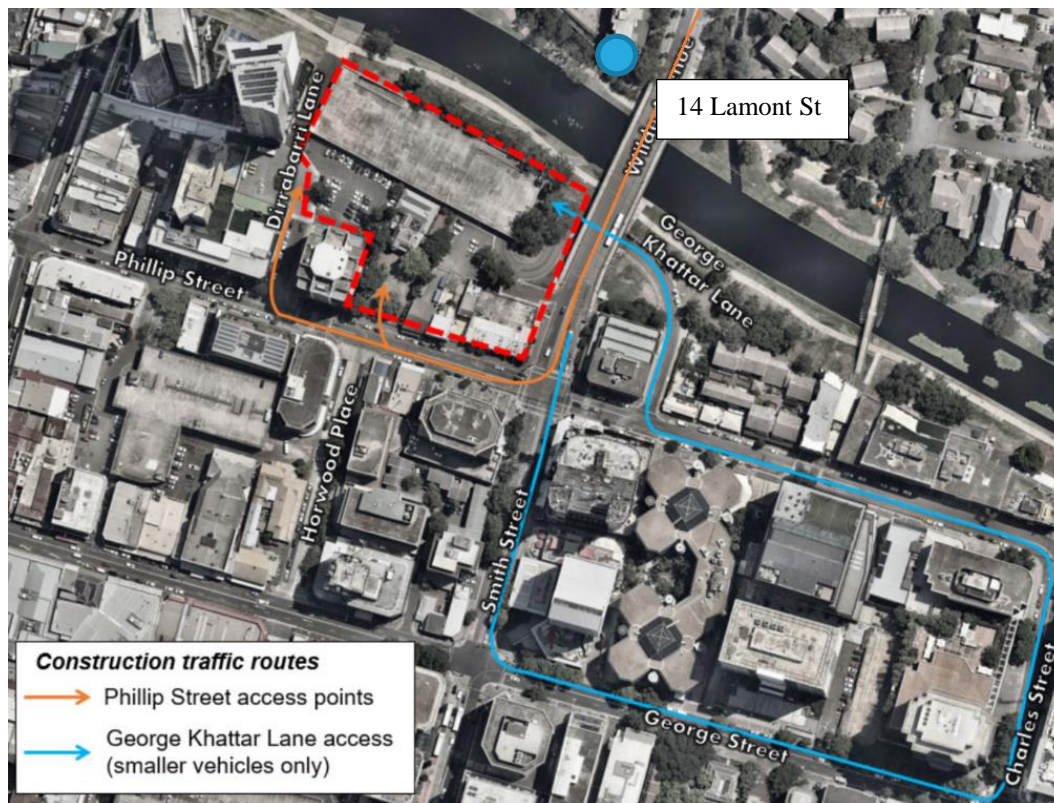 14 Lamont St
Dirrabarri Lane
Phillip Street
George
Khattar Lane
Horwood Place
Smith Street
George Street
Charles Street
Construction traffic routes
Phillip Street access points
George Khattar Lane access
(smaller vehicles only)